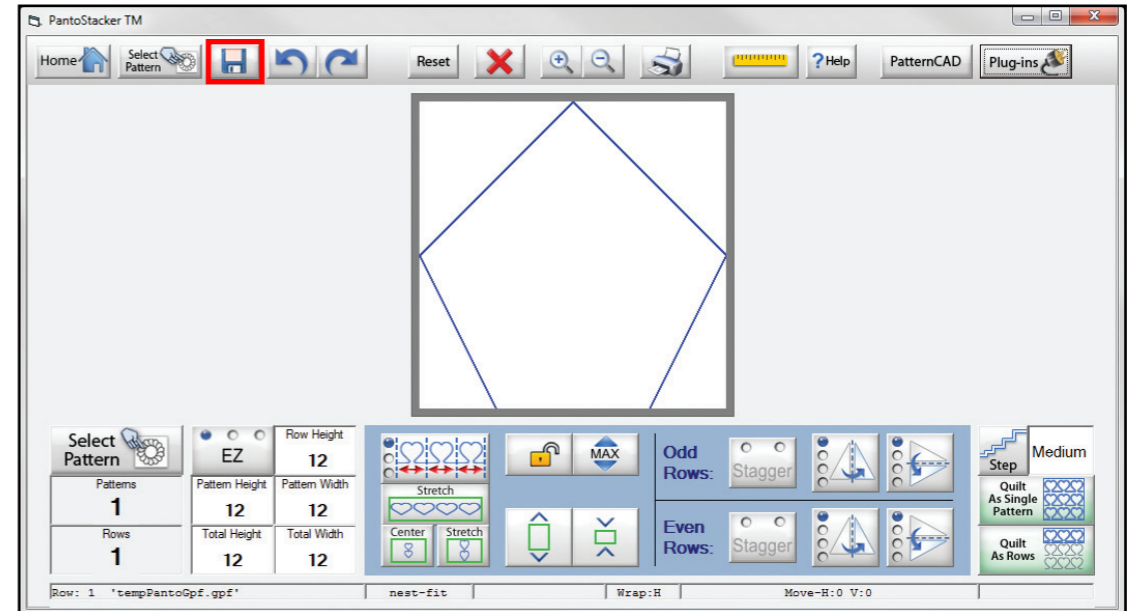 PantoStacker TM
Home
Select
Pattern
Reset
? Help
PatternCAD
Plug-ins
Select
Pattern
EZ
Row Height
12
Patterns
1
Pattern Height
12
Pattern Width
12
Rows
1
Total Height
12
Total Width
12
Stretch
Center
Stretch
MAX
Odd
Rows:
Stagger
Even
Rows:
Stagger
Step
Medium
Quilt
As Single
Pattern
Quilt
As Rows
Row: 1 'tempPantoGpf.gpf'
nest-fit
Wrap:H
Move-H:0 V:0